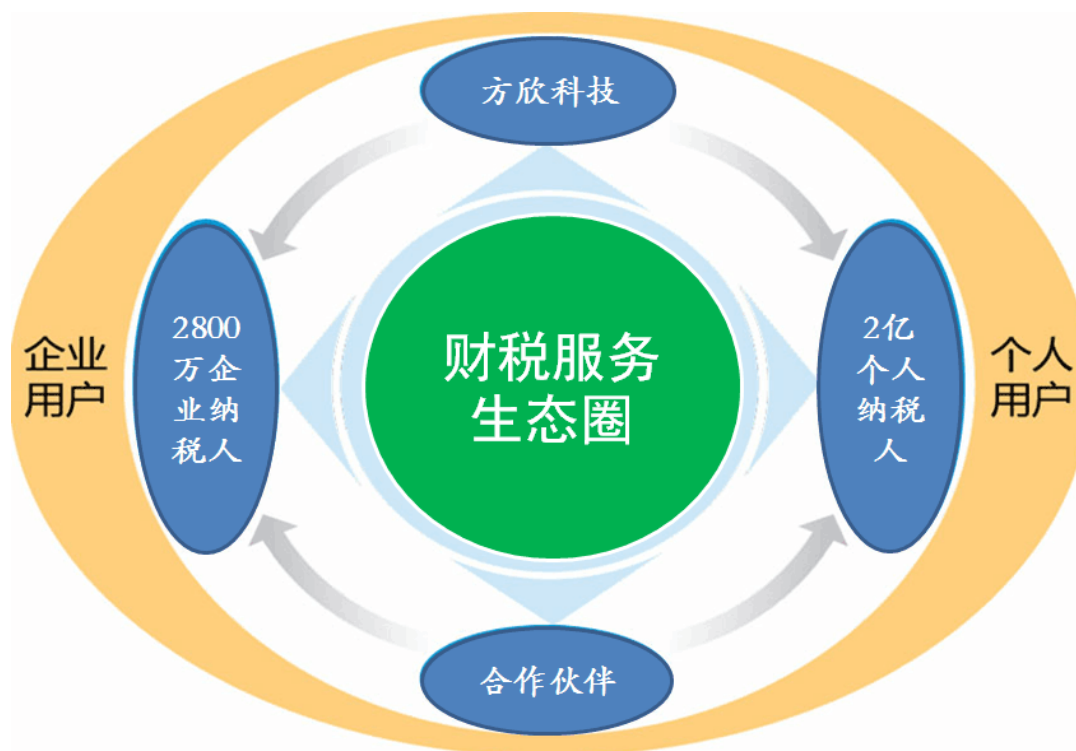 方欣科技
企业
用户
2800
万企
业纳
税人
财税服务
生态圈
2亿
个人
纳税
人
个人
用户
合作伙伴